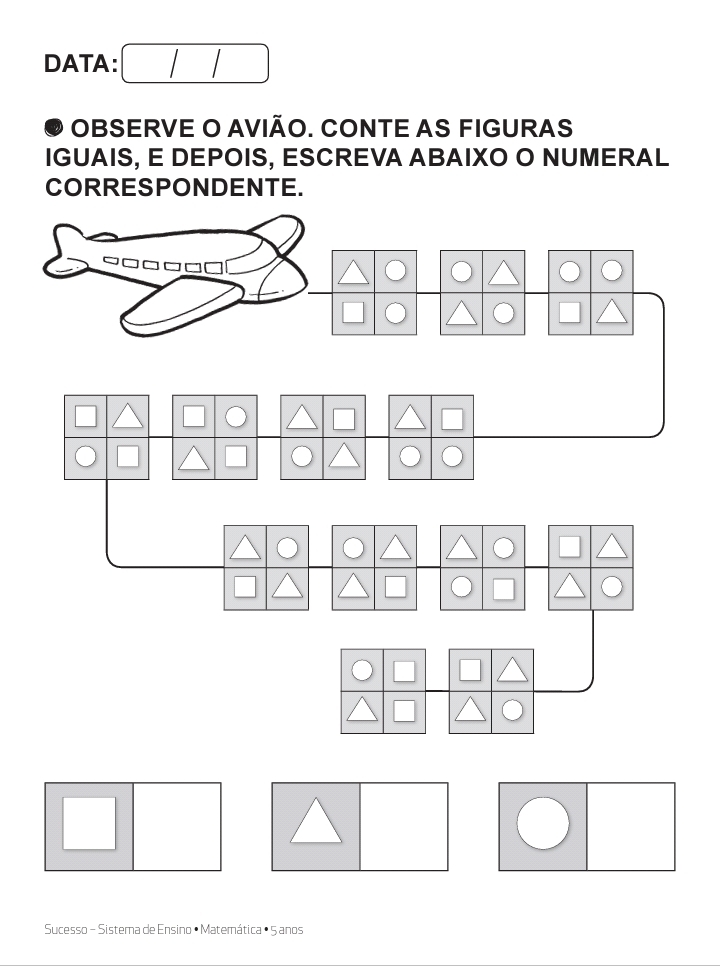 DATA: / /
OBSERVE O AVIÃO. CONTE AS FIGURAS
IGUAIS, E DEPOIS, ESCREVA ABAIXO O NUMERAL
CORRESPONDENTE.
Sucesso – Sistema de Ensino • Matemática • 5 anos